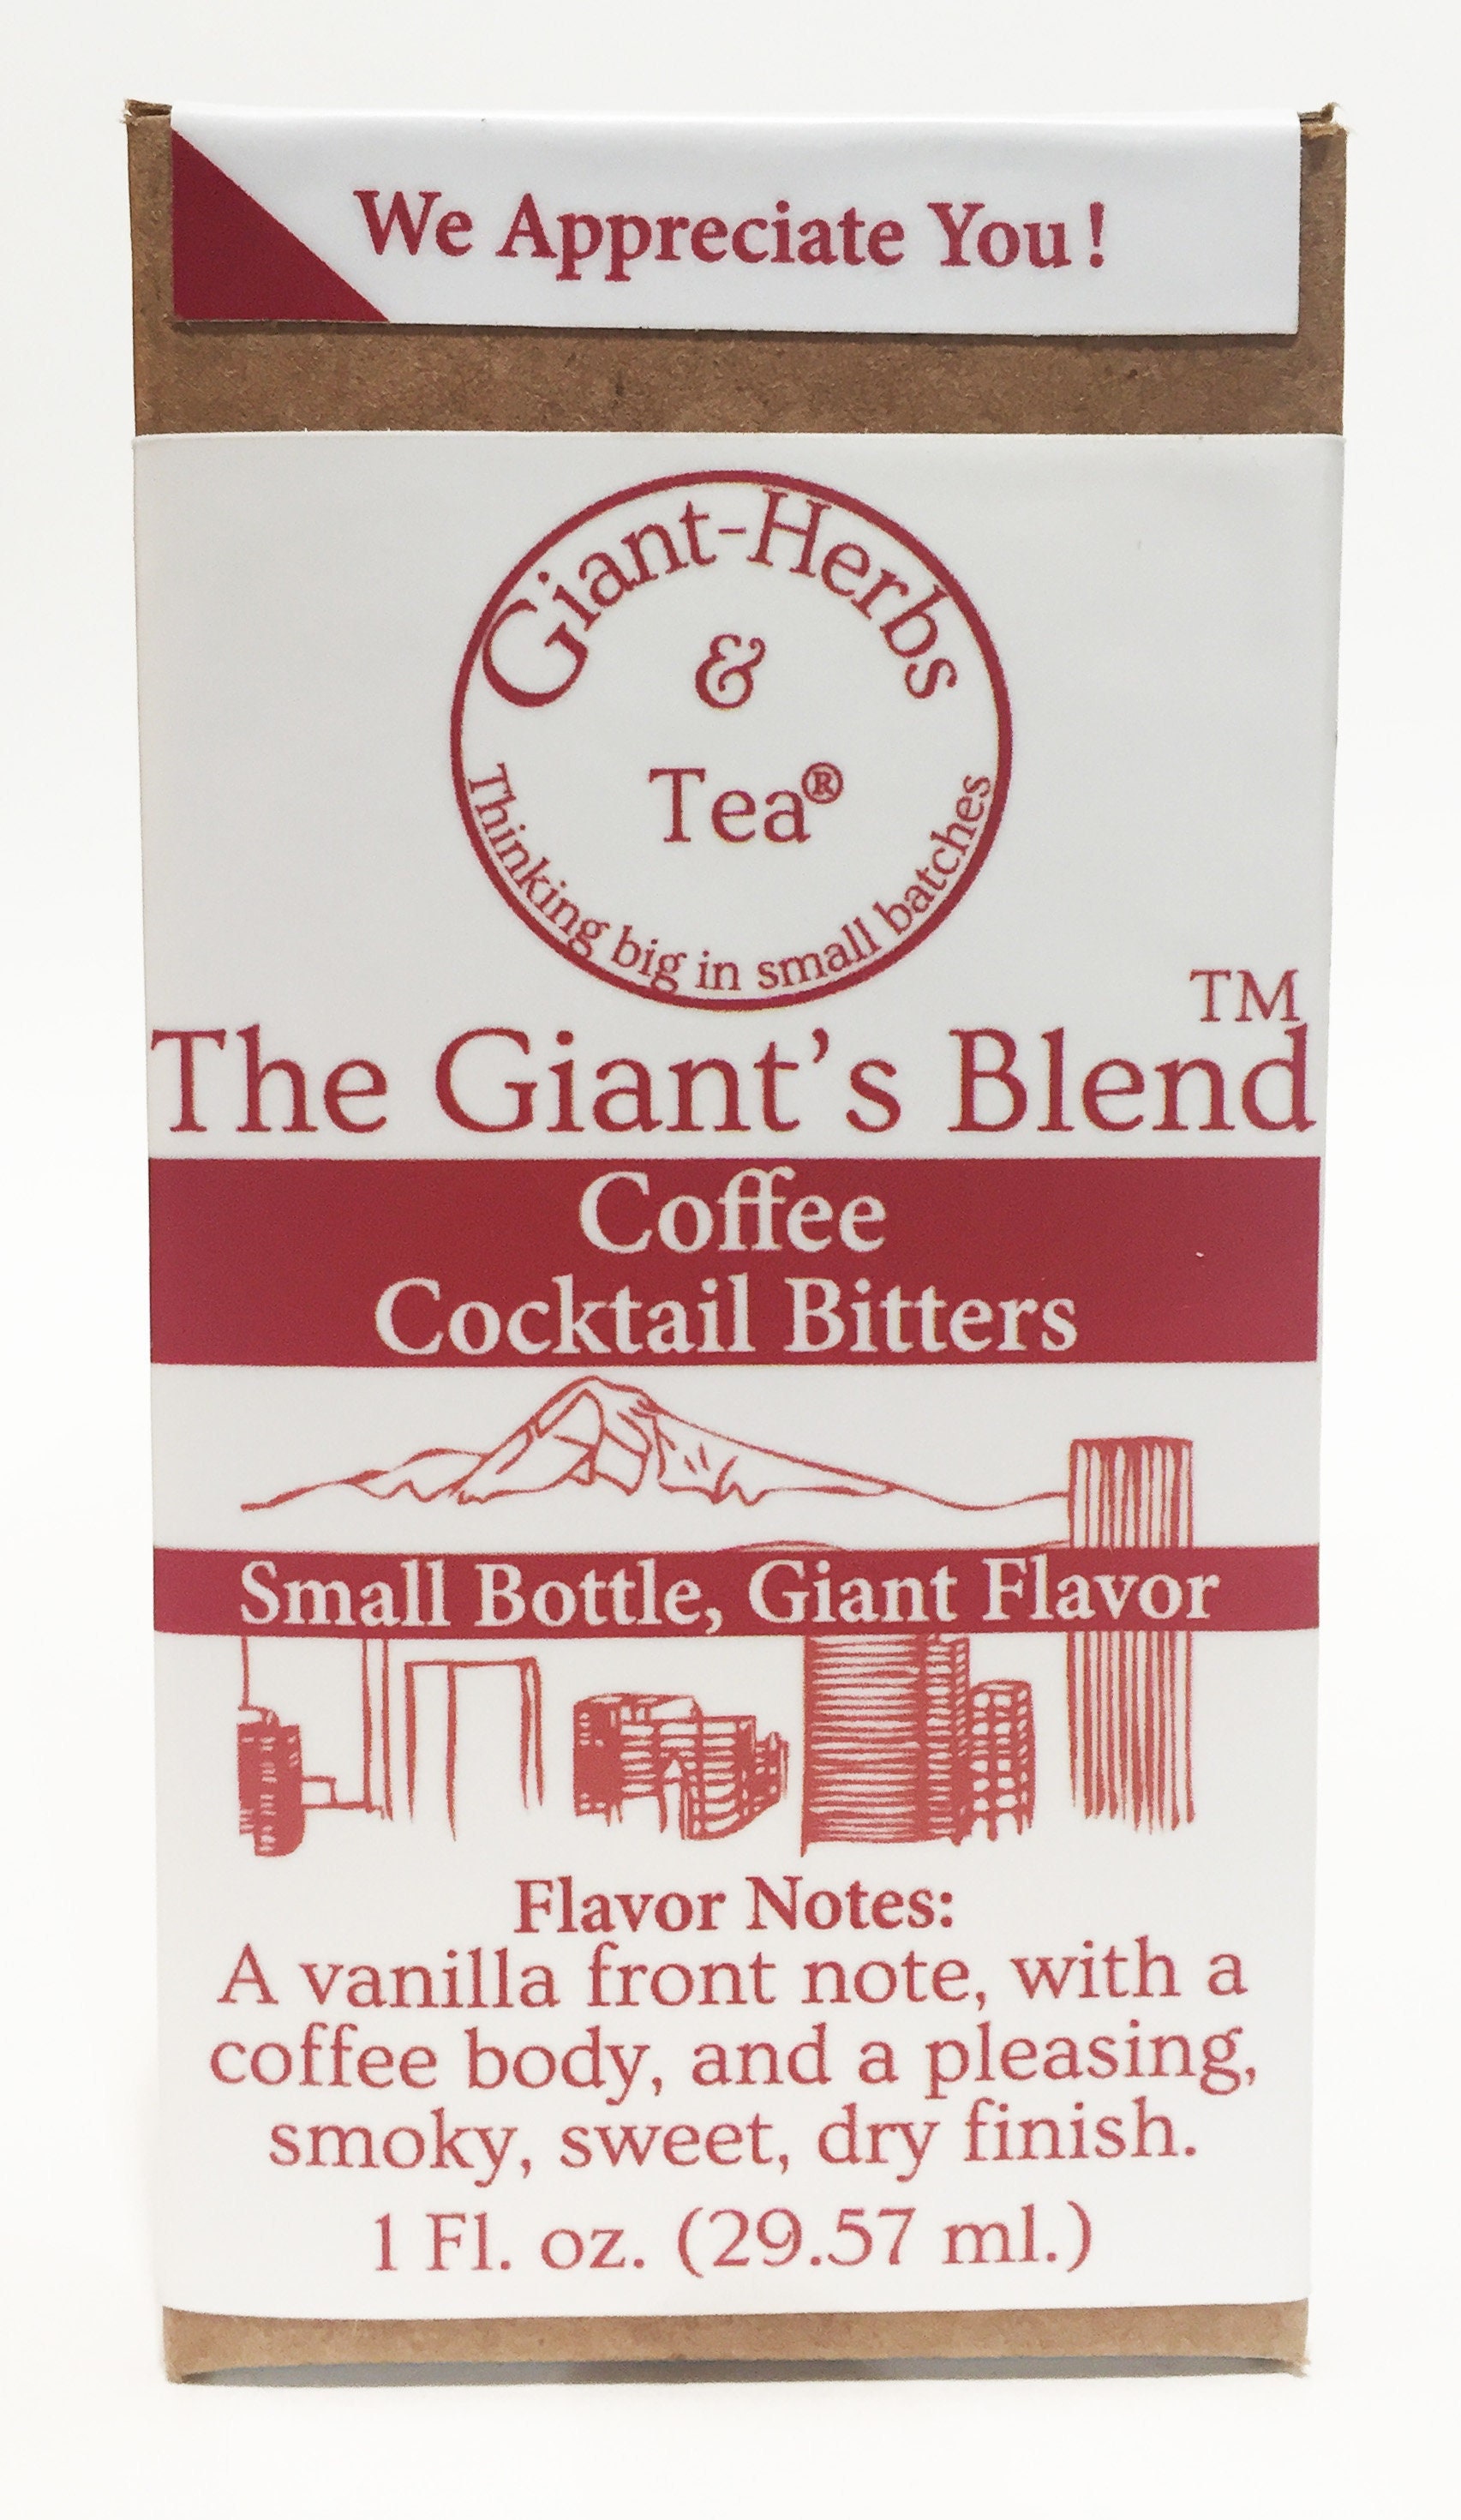 We Appreciate You!
Giant-Herbs
&
Tea®
Thinking big in small batches
The Giant’s Blend™
Coffee
Cocktail Bitters
Small Bottle, Giant Flavor
Flavor Notes:
A vanilla front note, with a
coffee body, and a pleasing,
smoky, sweet, dry finish.
1 Fl. oz. (29.57 ml.)